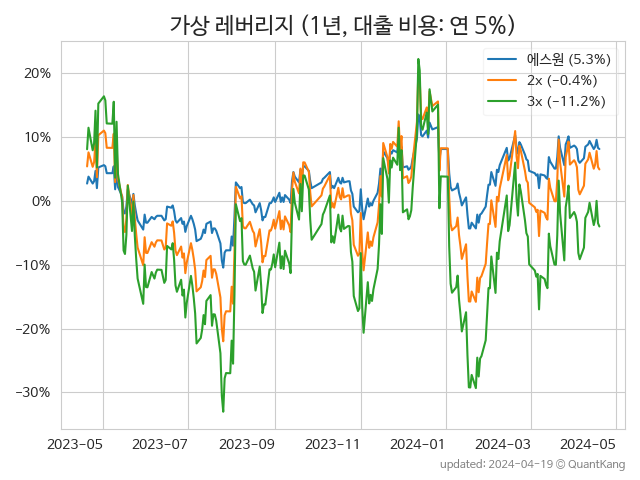 가상 레버리지 (1년, 대출 비용: 연 5%)
에스원 (5.3%)
2x (−0.4%)
3x (−11.2%)
20%
10%
0%
−10%
−20%
−30%
2023-05 2023-07 2023-09 2023-11 2024-01 2024-03 2024-05
updated: 2024-04-19 © QuantKang